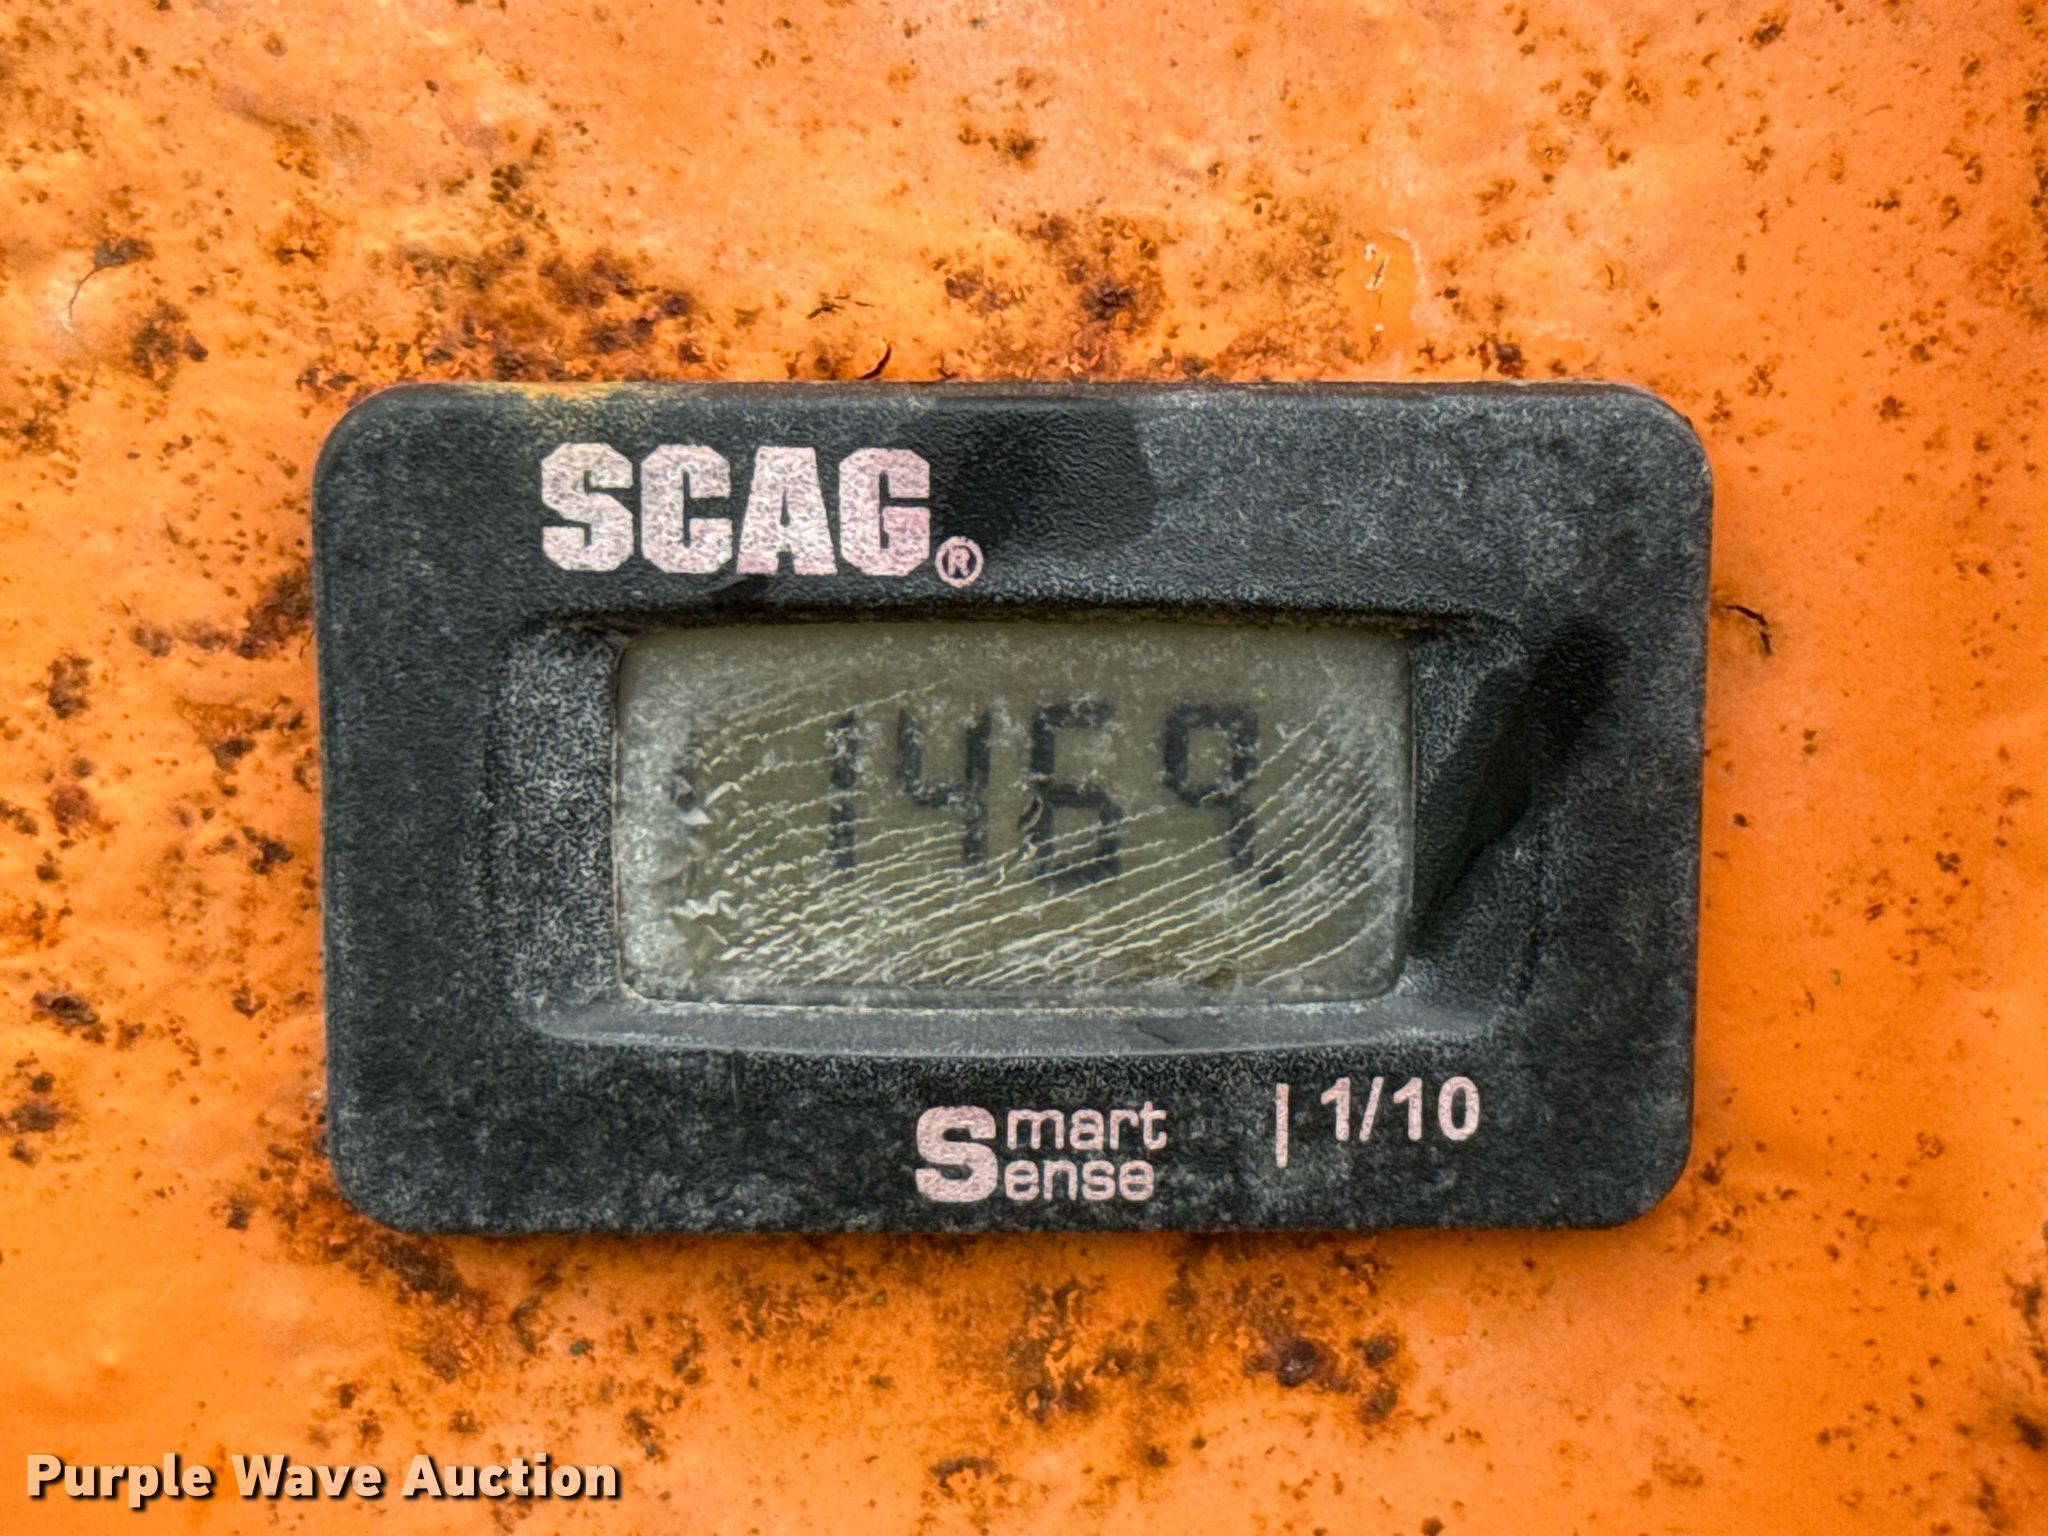 SCAG®
1469.
Smart Sense | 1/10
Purple Wave Auction